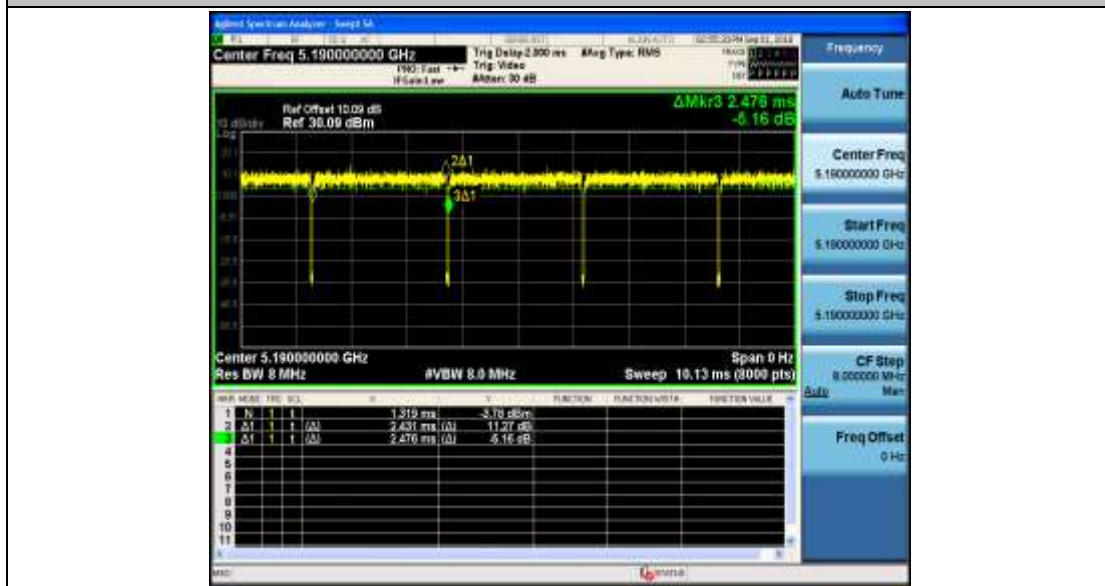 Agilent Spectrum Analyzer - Swept SA
Center Freq 5.190000000 GHz
PNO: Fast
IFGain:Low
Trig Delay-2.000 ms
Trig: Video
#Atten: 30 dB
#Avg Type: RMS
Frequency
Auto Tune
Ref Offset 10.09 dB
10 dB/div
Ref 30.09 dBm
Log
ΔMkr3 2.476 ms
-5.16 dB
2Δ1
3Δ1
Center Freq
5.190000000 GHz
Start Freq
5.190000000 GHz
Stop Freq
5.190000000 GHz
Center 5.190000000 GHz
Span 0 Hz
Res BW 8 MHz
#VBW 8.0 MHz
Sweep 10.13 ms (8000 pts)
CF Step
8.000000 MHz
Auto Man
MKR MODE TRC SCL X Y FUNCTION FUNCTION WIDTH FUNCTION VALUE
1 N 1 t 1.319 ms -3.78 dBm
2 Δ1 1 t (Δ) 2.431 ms (Δ) 11.27 dB
3 Δ1 1 t (Δ) 2.476 ms (Δ) -5.16 dB
4
5
6
7
8
9
10
11
Freq Offset
0 Hz
MSG
STATUS